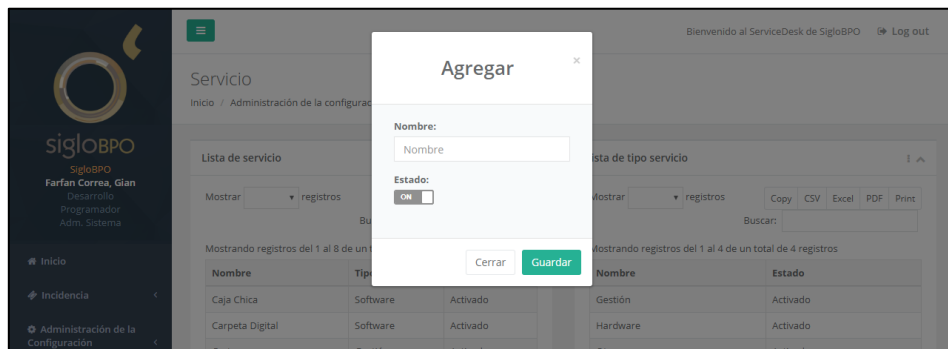 Bienvenido al ServiceDesk de SigloBPO Log out
Servicio
Inicio / Administración de la configurac
sigloBPO
SigloBPO
Farfan Correa, Gian
Desarrollo
Programador
Adm. Sistema
Inicio
Incidencia
Administración de la
Configuración
Lista de servicio
Mostrar registros
Bu
Mostrando registros del 1 al 8 de un t
Nombre Tipo
Caja Chica Software Activado
Carpeta Digital Software Activado
Agregar ×
Nombre:
Nombre
Estado:
ON
Cerrar Guardar
ista de tipo servicio
Mostrar registros Copy CSV Excel PDF Print
Buscar:
Mostrando registros del 1 al 4 de un total de 4 registros
Nombre Estado
Gestión Activado
Hardware Activado